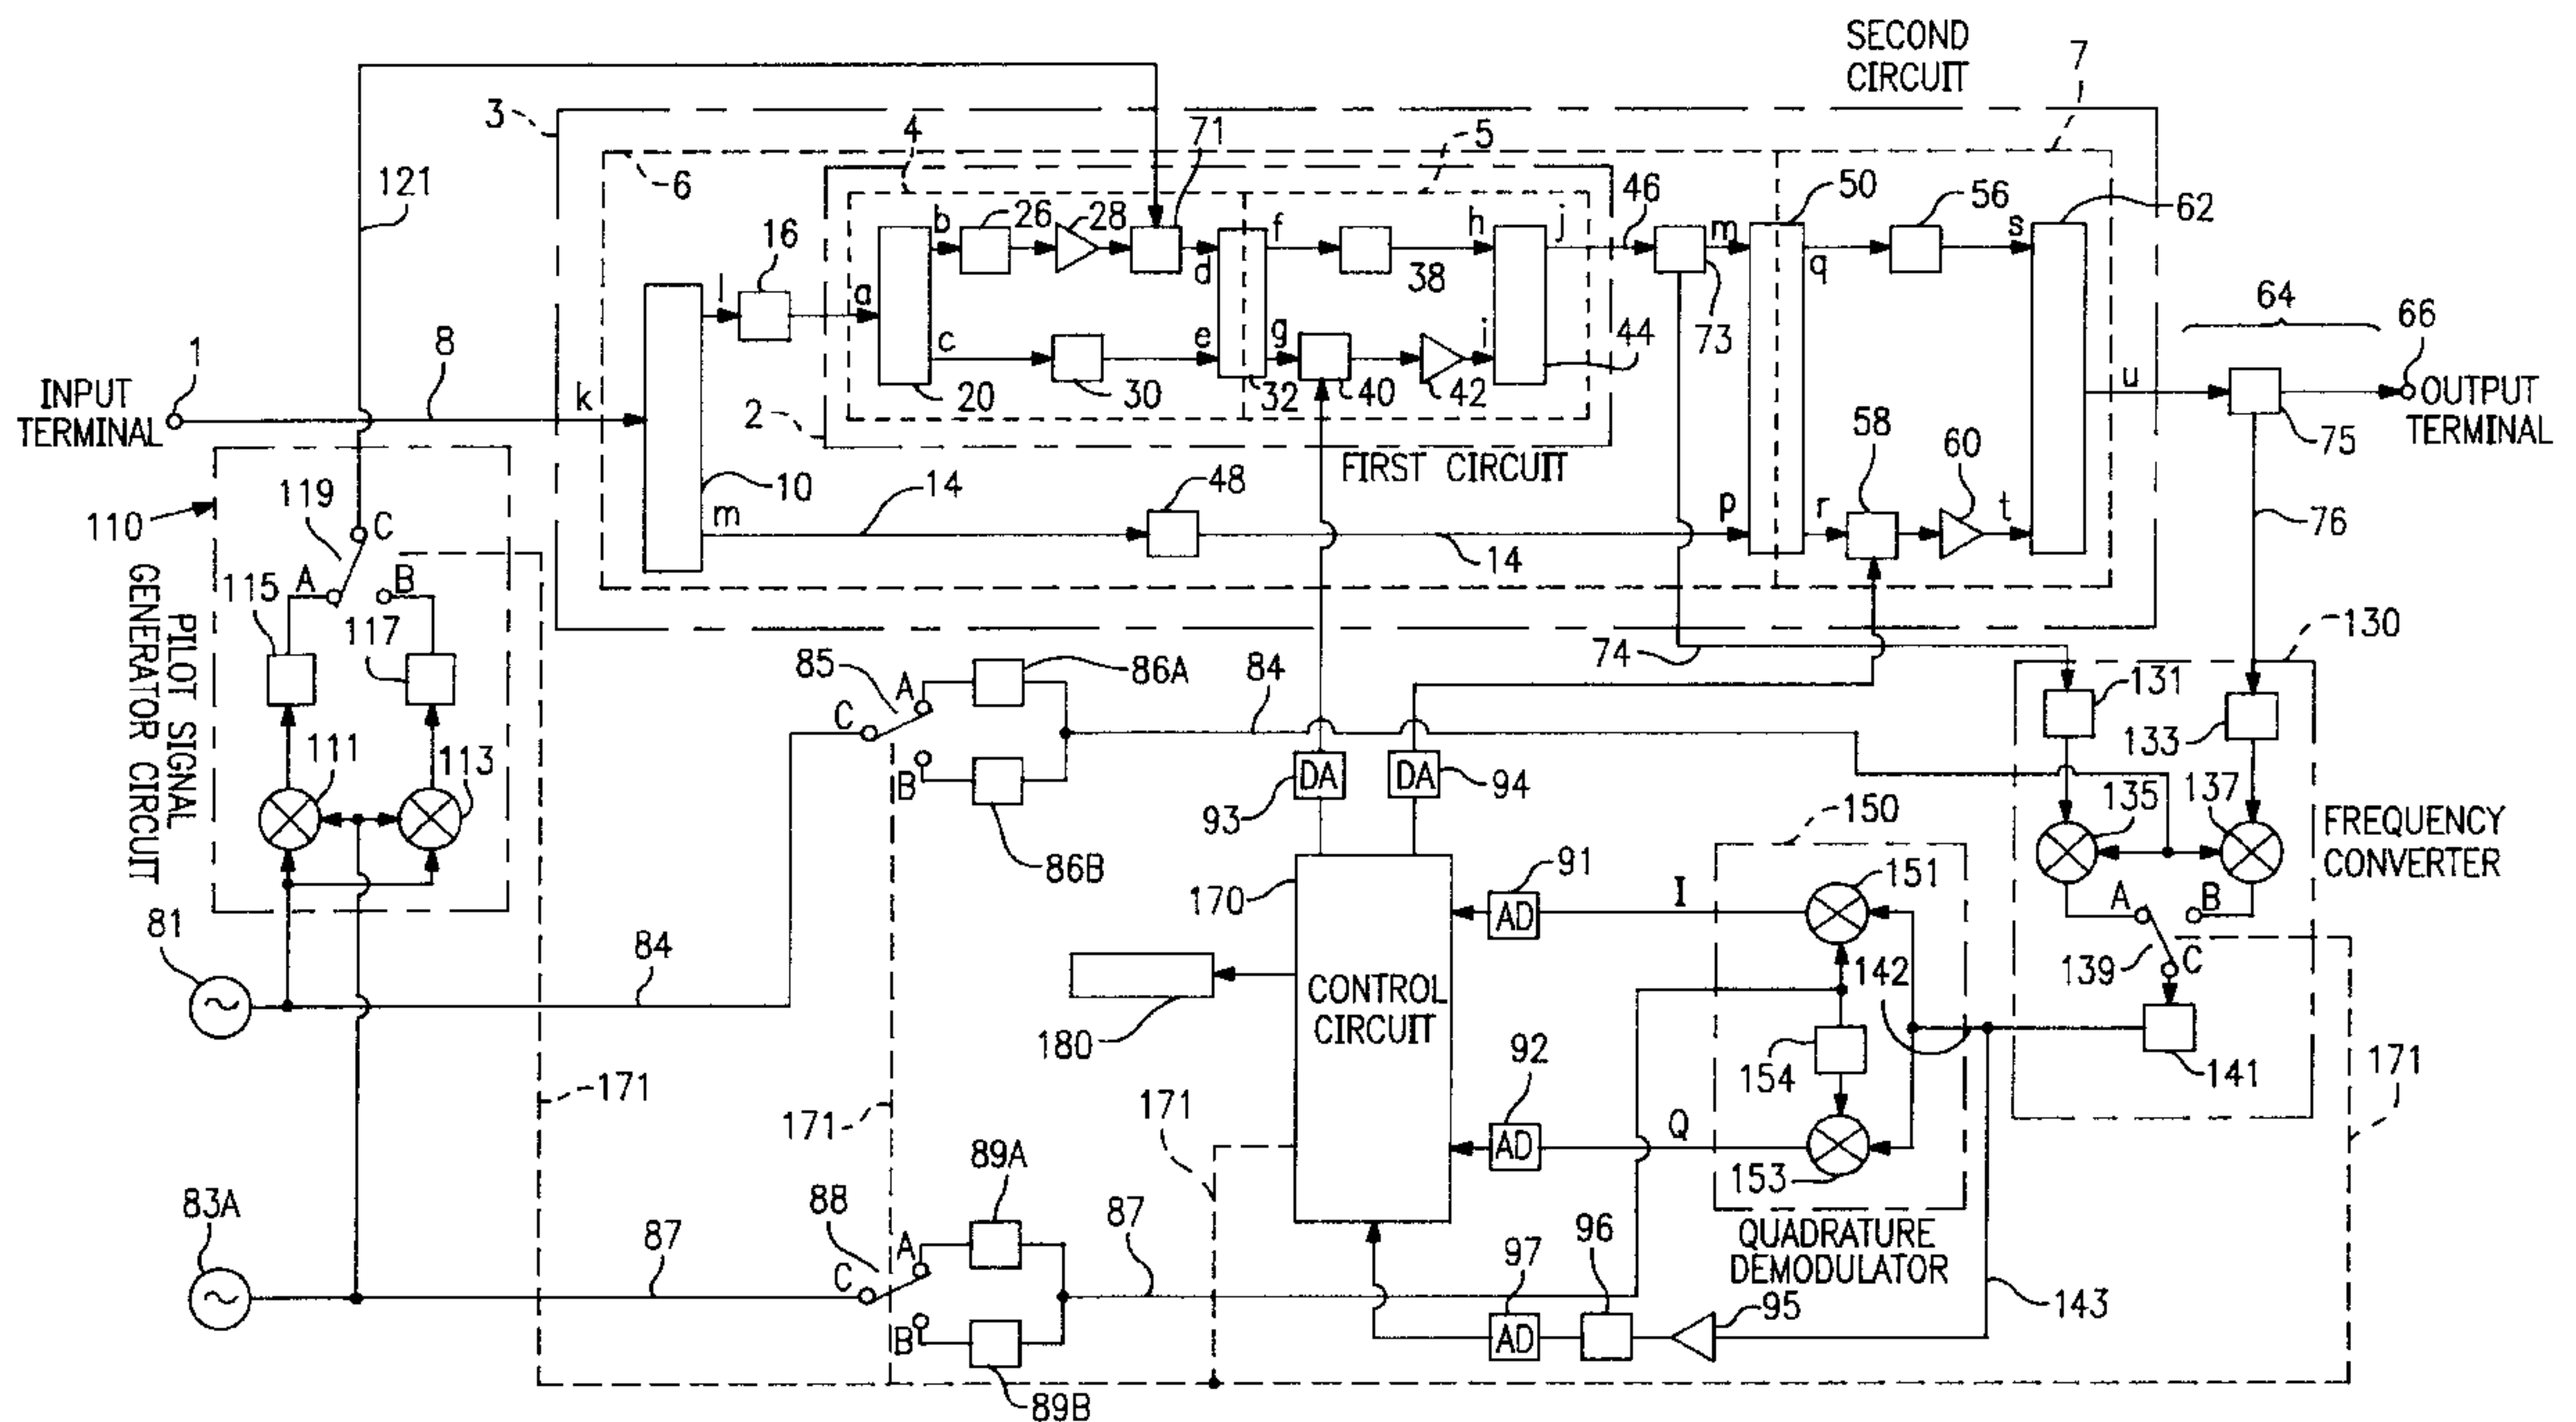 SECOND
CIRCUIT
7
3
4
71
5
121
6
50
56
62
46
16
b
26
28
f
h
j
m
s
l
a
d
q
64
66
1
8
c
e
g
i
73
44
u
INPUT
TERMINAL
k
20
30
32
40
38
42
OUTPUT
TERMINAL
2
58
60
75
FIRST CIRCUIT
119
C
10
14
48
110
m
p
r
t
76
A
B
14
115
117
PILOT SIGNAL
GENERATOR CIRCUIT
85
A
86A
84
74
130
C
131
111
113
B
DA
DA
133
93
94
86B
150
135
137
FREQUENCY
CONVERTER
81
170
91
I
AD
151
A
B
84
139
C
CONTROL
CIRCUIT
142
180
92
154
141
171
171
171
171
Q
AD
153
83A
89A
88
87
87
A
C
97
96
QUADRATURE
DEMODULATOR
B
AD
95
143
89B